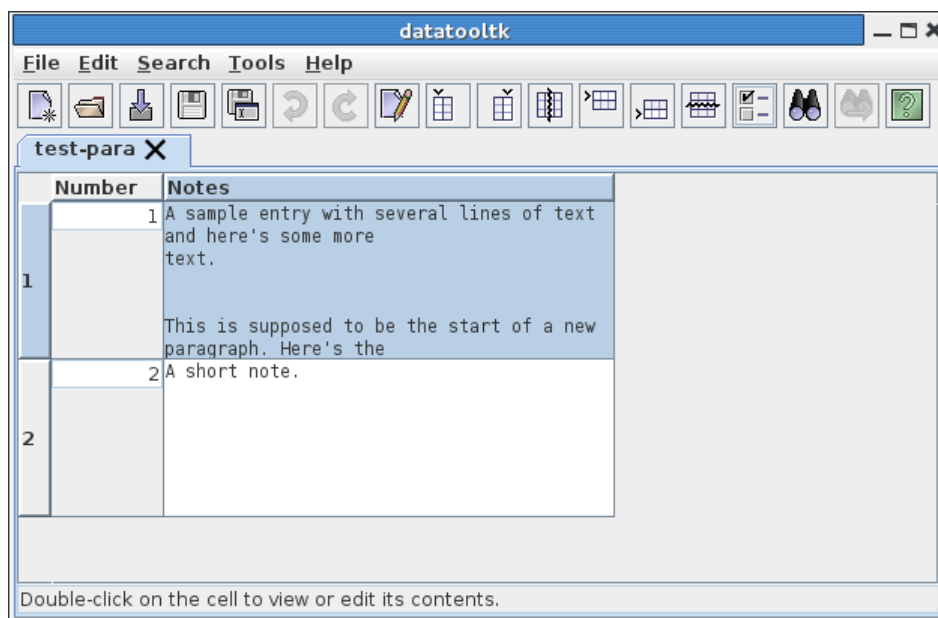 datatooltk
File Edit Search Tools Help
test-para
Number Notes
1
1
A sample entry with several lines of text
and here's some more
text.
This is supposed to be the start of a new
paragraph. Here's the
2
2
A short note.
Double-click on the cell to view or edit its contents.